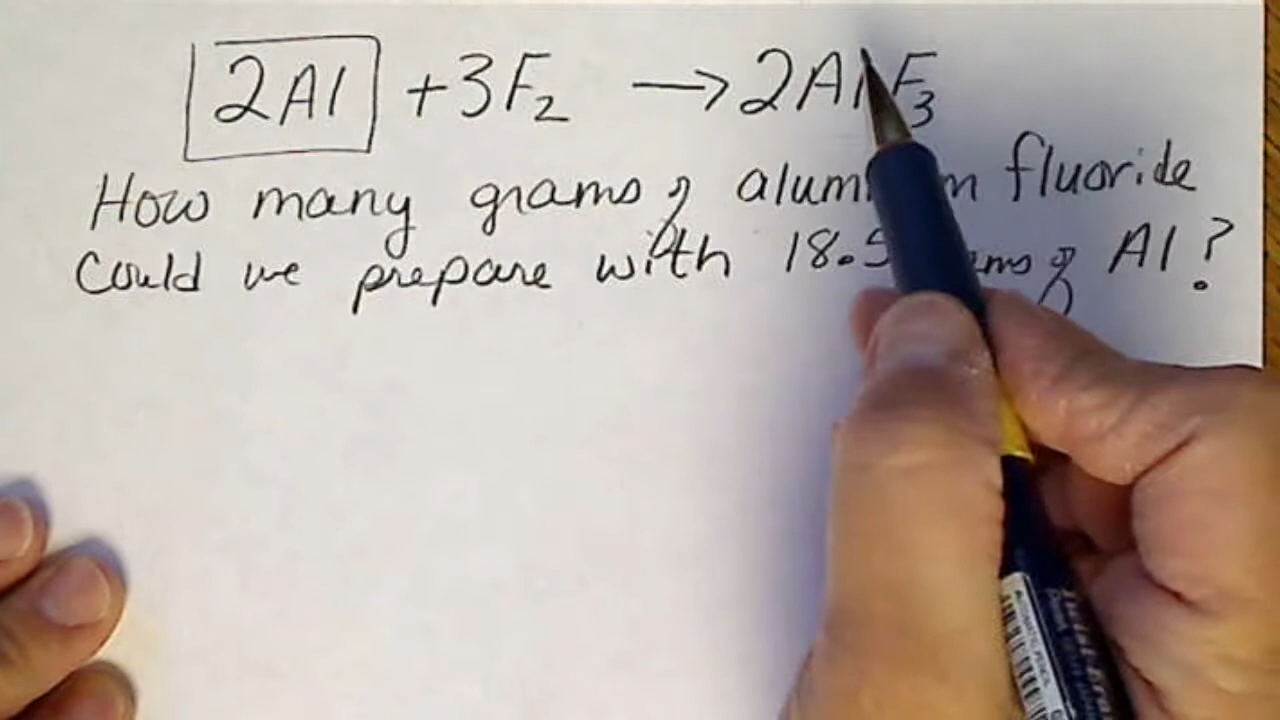 2Al + 3F₂ → 2AlF₃
How many grams of fluoride
Could we prepare with of Al?